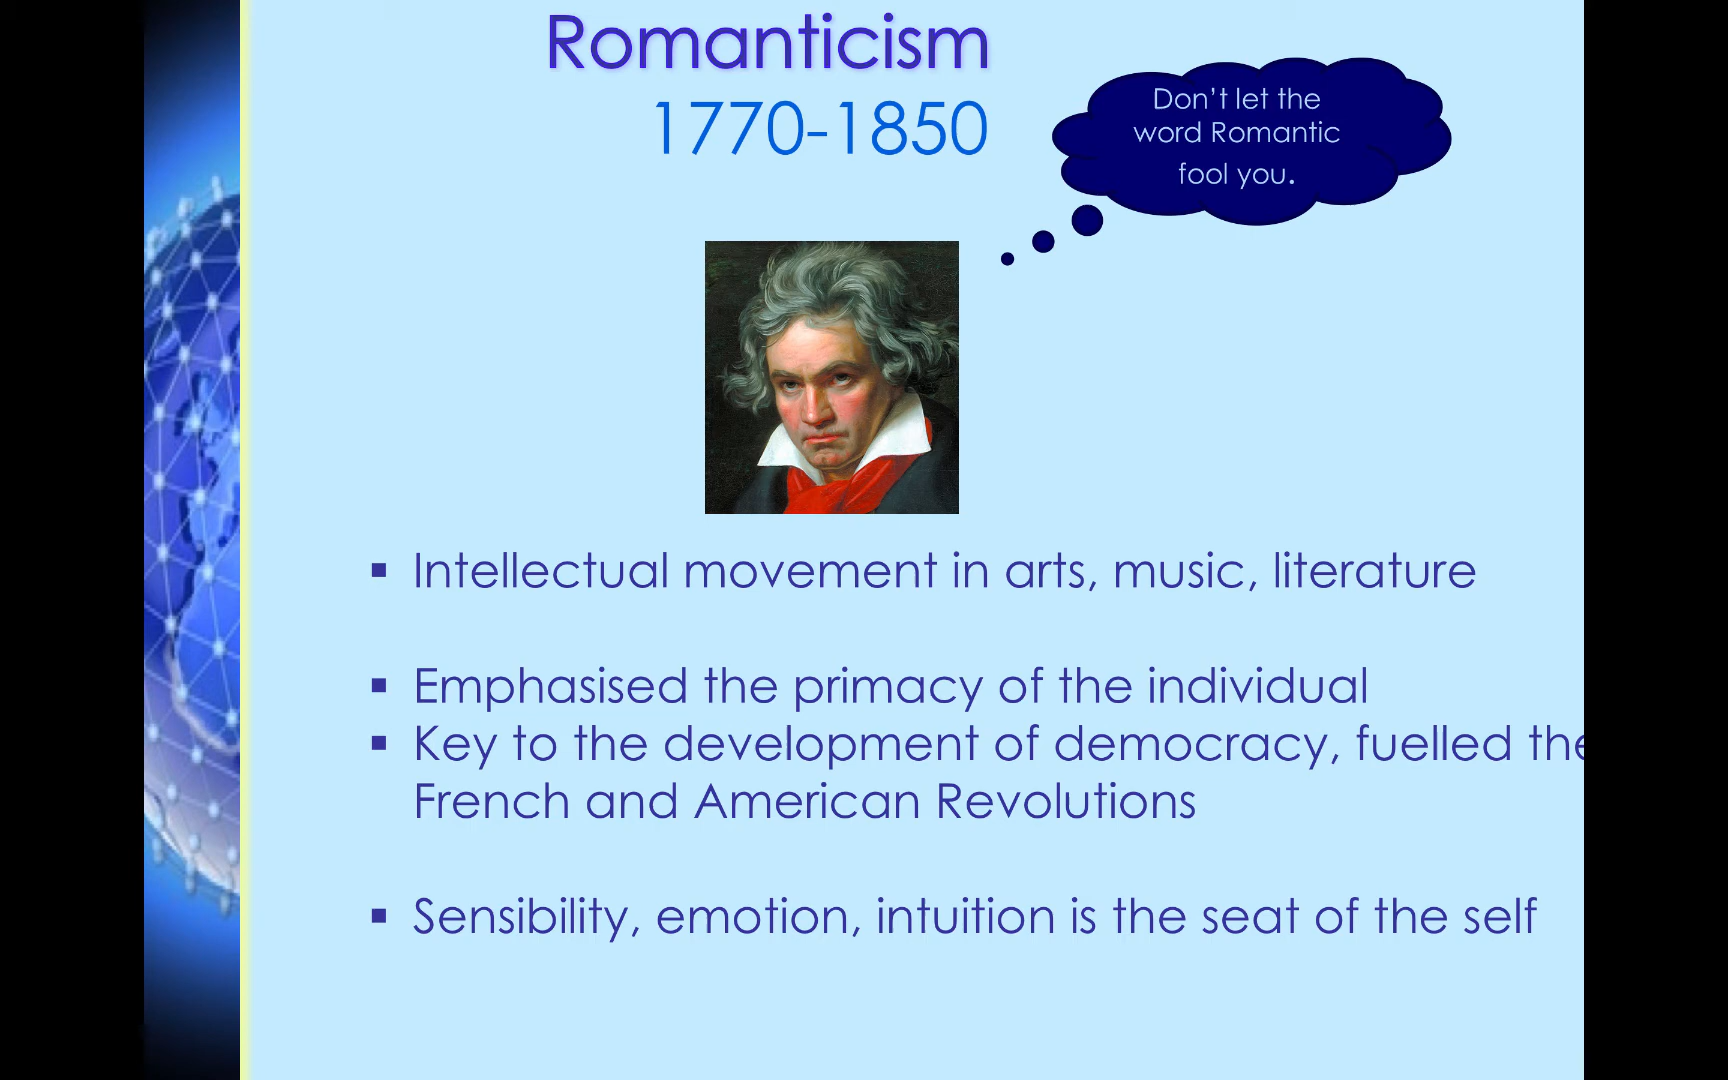 Romanticism
1770-1850
Don’t let the
word Romantic
fool you.
▪ Intellectual movement in arts, music, literature
▪ Emphasised the primacy of the individual
▪ Key to the development of democracy, fuelled the
French and American Revolutions
▪ Sensibility, emotion, intuition is the seat of the self